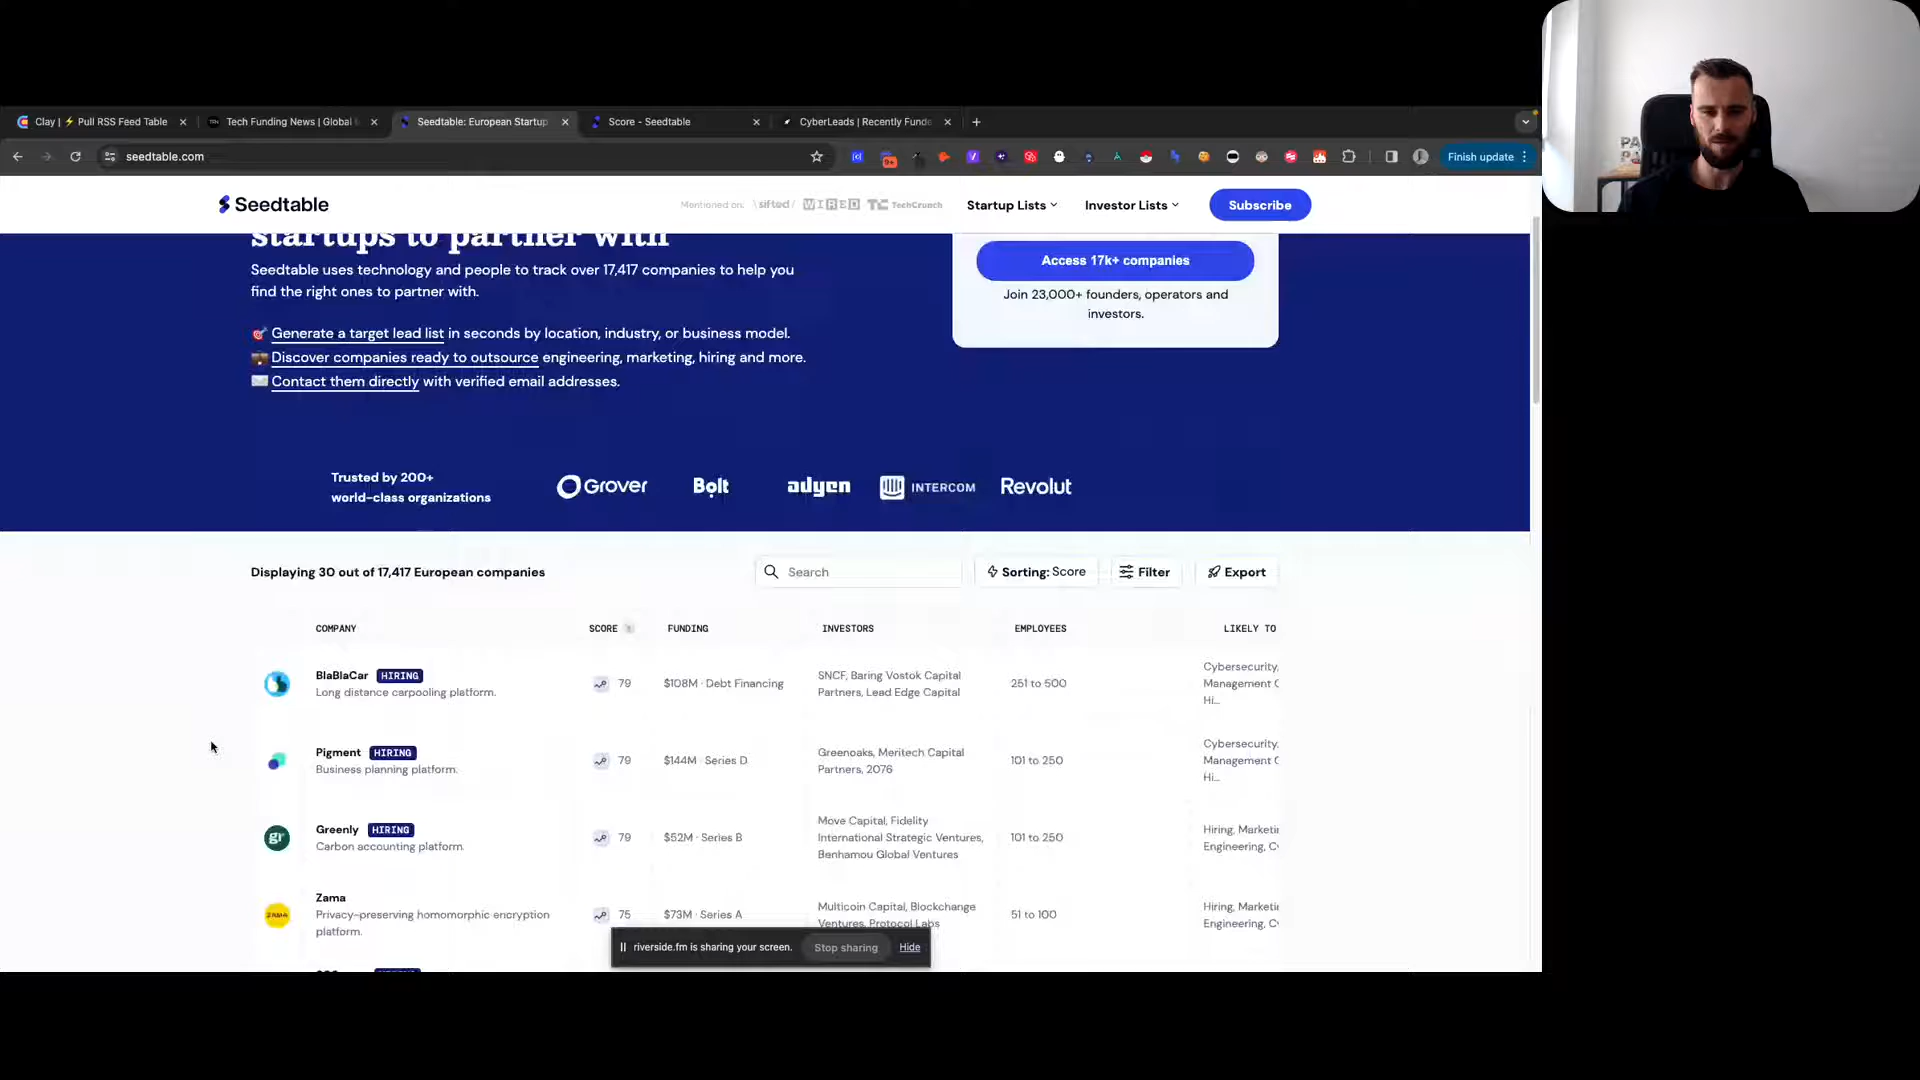 Clay | ⚡ Pull RSS Feed Table
Tech Funding News | Global
Seedtable: European Startup
Score - Seedtable
CyberLeads | Recently Funde
seedtable.com
9+
Finish update
Seedtable
Mentioned on:
\sifted/
WIRED
TechCrunch
Startup Lists
Investor Lists
Subscribe
startups to partner with
Seedtable uses technology and people to track over 17,417 companies to help you
find the right ones to partner with.
Generate a target lead list in seconds by location, industry, or business model.
Discover companies ready to outsource engineering, marketing, hiring and more.
Contact them directly with verified email addresses.
Access 17k+ companies
Join 23,000+ founders, operators and
investors.
Trusted by 200+
world-class organizations
Grover
Bolt
adyen
INTERCOM
Revolut
Displaying 30 out of 17,417 European companies
Search
Sorting: Score
Filter
Export
COMPANY
SCORE
FUNDING
INVESTORS
EMPLOYEES
LIKELY TO
BlaBlaCar HIRING
Long distance carpooling platform.
79
$108M · Debt Financing
SNCF, Baring Vostok Capital
Partners, Lead Edge Capital
251 to 500
Cybersecurity,
Management C
Hi...
Pigment HIRING
Business planning platform.
79
$144M · Series D
Greenoaks, Meritech Capital
Partners, 2076
101 to 250
Cybersecurity,
Management C
Hi...
gr
Greenly HIRING
Carbon accounting platform.
79
$52M · Series B
Move Capital, Fidelity
International Strategic Ventures,
Benhamou Global Ventures
101 to 250
Hiring, Marketin
Engineering, Cy
ZAMA
Zama
Privacy-preserving homomorphic encryption
platform.
75
$73M · Series A
Multicoin Capital, Blockchange
Ventures, Protocol Labs
51 to 100
Hiring, Marketin
Engineering, Cy
riverside.fm is sharing your screen.
Stop sharing
Hide